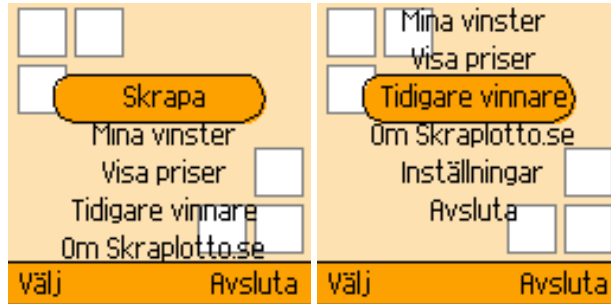 Skrapa
Mina vinster
Visa priser
Tidigare vinnare
Om Skraplotto.se
Välj Avsluta
Mina vinster
Visa priser
Tidigare vinnare
Om Skraplotto.se
Inställningar
Avsluta
Välj Avsluta